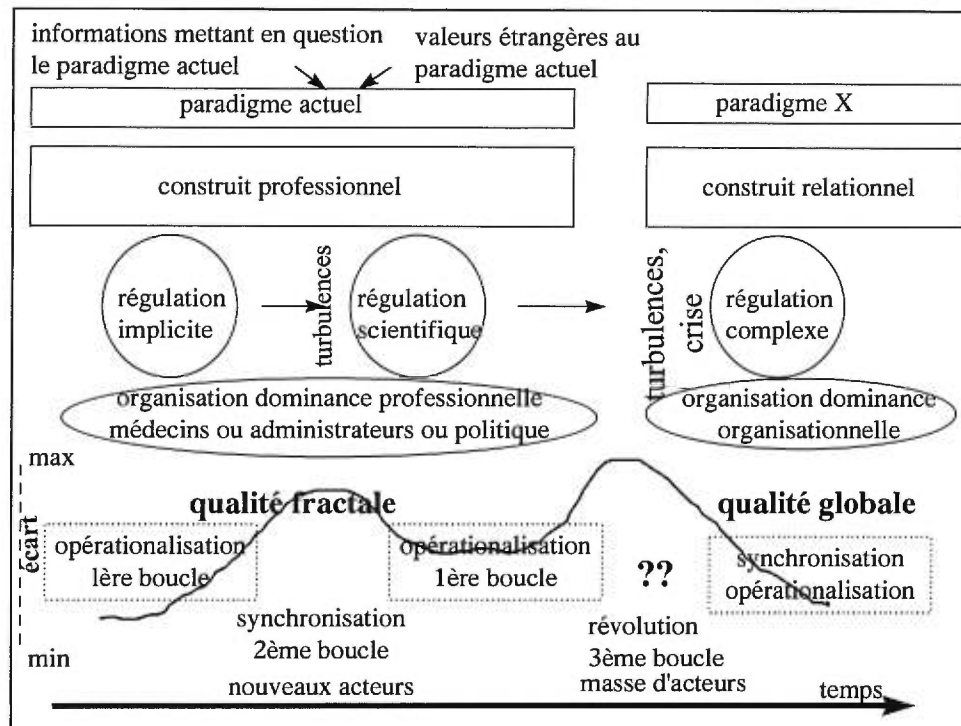 informations mettant en question
le paradigme actuel
valeurs étrangères au
paradigme actuel
paradigme actuel
paradigme X
construit professionnel
construit relationnel
régulation
implicite
turbulences
régulation
scientifique
turbulences,
crise
régulation
complexe
organisation dominance professionnelle
médecins ou administrateurs ou politique
organisation dominance
organisationnelle
max
écart
min
qualité fractale
qualité globale
opérationalisation
1ère boucle
opérationalisation
1ère boucle
??
synchronisation
opérationalisation
synchronisation
2ème boucle
révolution
3ème boucle
nouveaux acteurs
masse d'acteurs
temps